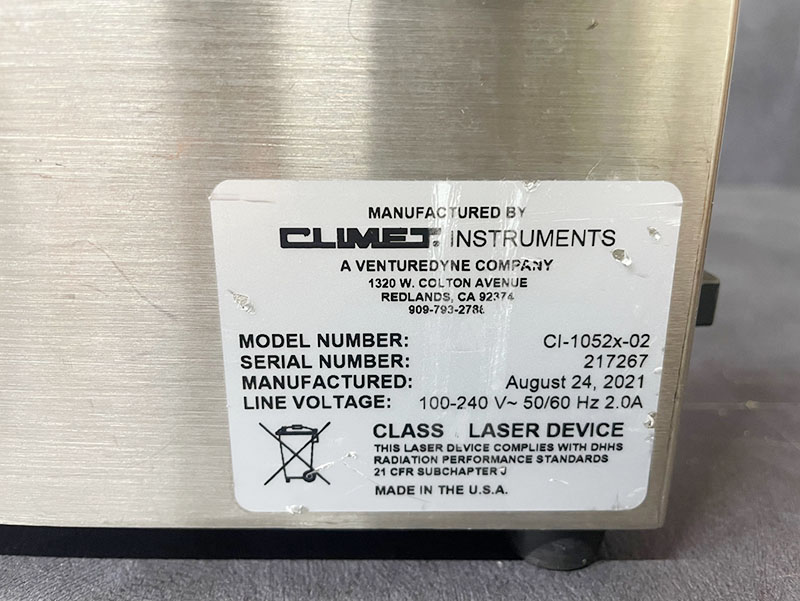 MANUFACTURED BY
CLIMET® INSTRUMENTS
A VENTUREDYNE COMPANY
1320 W. COLTON AVENUE
REDLANDS, CA 92374
909-793-2788
MODEL NUMBER: CI-1052x-02
SERIAL NUMBER: 217267
MANUFACTURED: August 24, 2021
LINE VOLTAGE: 100-240 V~ 50/60 Hz 2.0A
CLASS LASER DEVICE
THIS LASER DEVICE COMPLIES WITH DHHS
RADIATION PERFORMANCE STANDARDS
21 CFR SUBCHAPTER J
MADE IN THE U.S.A.